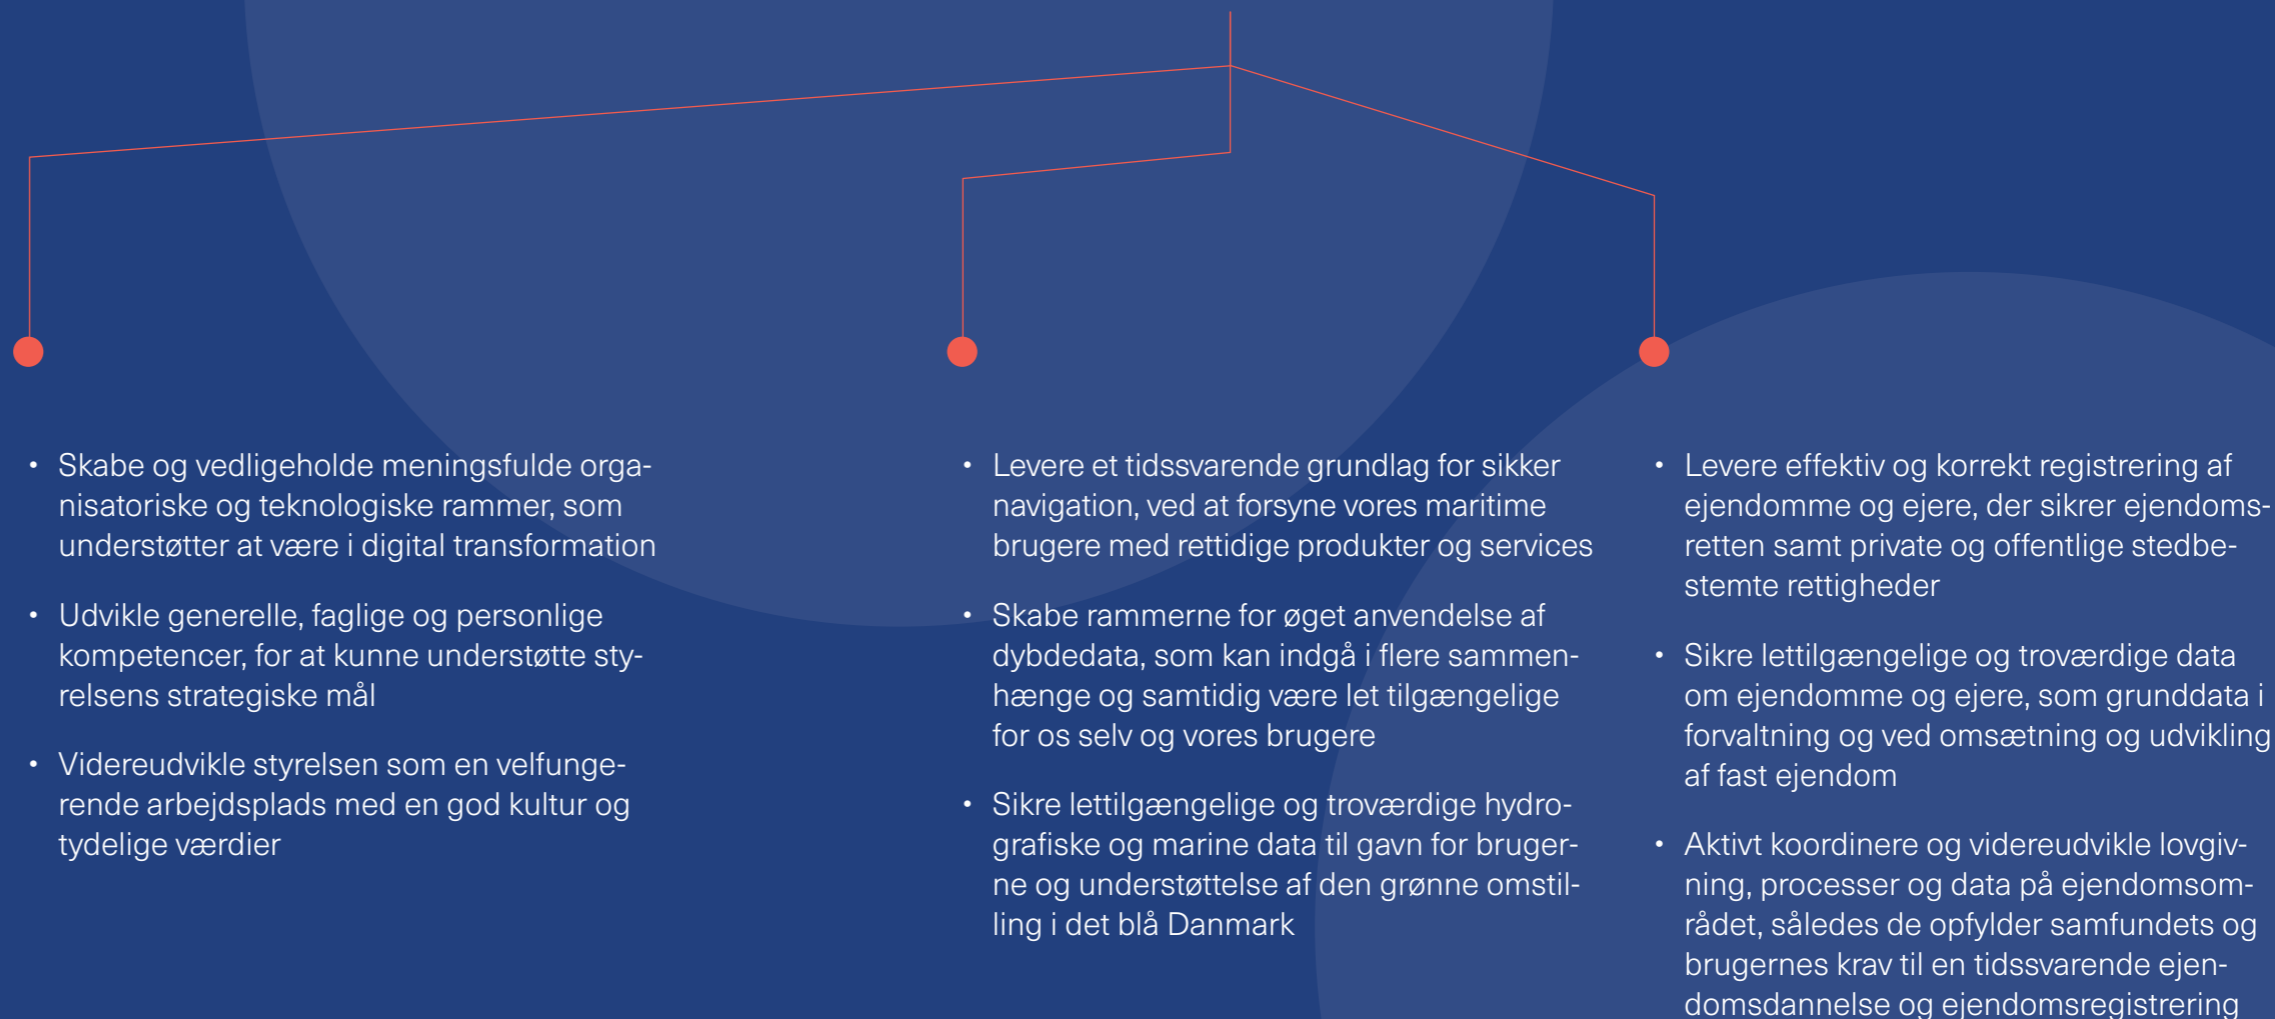 • Skabe og vedligeholde meningsfulde orga-
nisatoriske og teknologiske rammer, som
understøtter at være i digital transformation
• Udvikle generelle, faglige og personlige
kompetencer, for at kunne understøtte sty-
relsens strategiske mål
• Videreudvikle styrelsen som en velfunge-
rende arbejdsplads med en god kultur og
tydelige værdier
• Levere et tidssvarende grundlag for sikker
navigation, ved at forsyne vores maritime
brugere med rettidige produkter og services
• Skabe rammerne for øget anvendelse af
dybdedata, som kan indgå i flere sammen-
hænge og samtidig være let tilgængelige
for os selv og vores brugere
• Sikre lettilgængelige og troværdige hydro-
grafiske og marine data til gavn for bruger-
ne og understøttelse af den grønne omstil-
ling i det blå Danmark
• Levere effektiv og korrekt registrering af
ejendomme og ejere, der sikrer ejendoms-
retten samt private og offentlige stedbe-
stemte rettigheder
• Sikre lettilgængelige og troværdige data
om ejendomme og ejere, som grunddata i
forvaltning og ved omsætning og udvikling
af fast ejendom
• Aktivt koordinere og videreudvikle lovgiv-
ning, processer og data på ejendomsom-
rådet, således de opfylder samfundets og
brugernes krav til en tidssvarende ejen-
domsdannelse og ejendomsregistrering